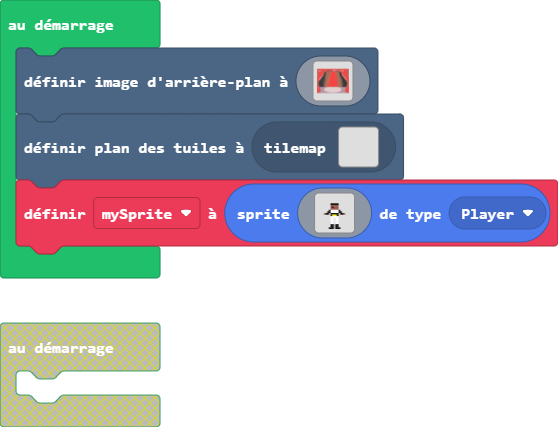 au démarrage
définir image d'arrière-plan à
définir plan des tuiles à tilemap
définir mySprite à sprite de type Player
au démarrage